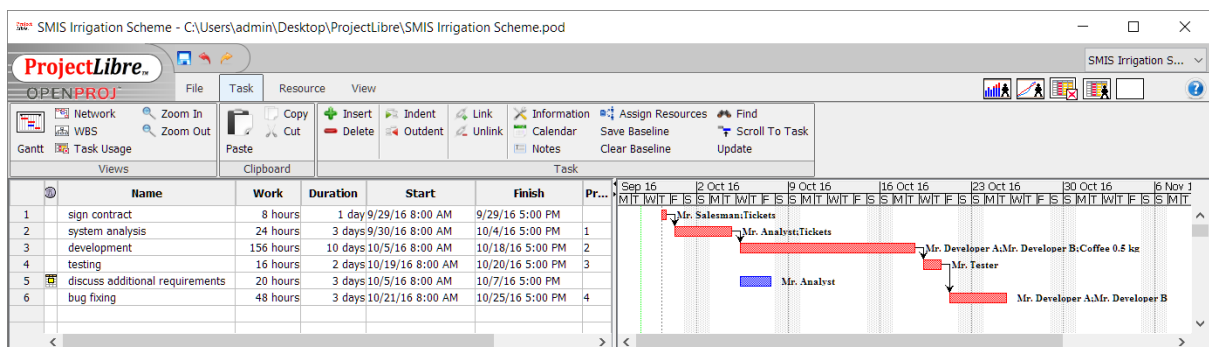 SMIS Irrigation Scheme - C:\Users\admin\Desktop\ProjectLibre\SMIS Irrigation Scheme.pod
ProjectLibre
OPENPROJ
SMIS Irrigation S...
File Task Resource View
Network Zoom In Copy Insert Indent Link Information Assign Resources Find
WBS Zoom Out Cut Delete Outdent Unlink Calendar Save Baseline Scroll To Task
Gantt Task Usage Paste Notes Clear Baseline Update
Views Clipboard Task
Name Work Duration Start Finish Pr...
Sep 16 2 Oct 16 9 Oct 16 16 Oct 16 23 Oct 16 30 Oct 16 6 Nov 1
M T W T F S S M T W T F S S M T W T F S S M T W T F S S M T W T F S S M T W T F S S M T
1 sign contract 8 hours 1 day 9/29/16 8:00 AM 9/29/16 5:00 PM Mr. Salesman;Tickets
2 system analysis 24 hours 3 days 9/30/16 8:00 AM 10/4/16 5:00 PM 1 Mr. Analyst;Tickets
3 development 156 hours 10 days 10/5/16 8:00 AM 10/18/16 5:00 PM 2 Mr. Developer A;Mr. Developer B;Coffee 0.5 kg
4 testing 16 hours 2 days 10/19/16 8:00 AM 10/20/16 5:00 PM 3 Mr. Tester
5 discuss additional requirements 20 hours 3 days 10/5/16 8:00 AM 10/7/16 5:00 PM Mr. Analyst
6 bug fixing 48 hours 3 days 10/21/16 8:00 AM 10/25/16 5:00 PM 4 Mr. Developer A;Mr. Developer B